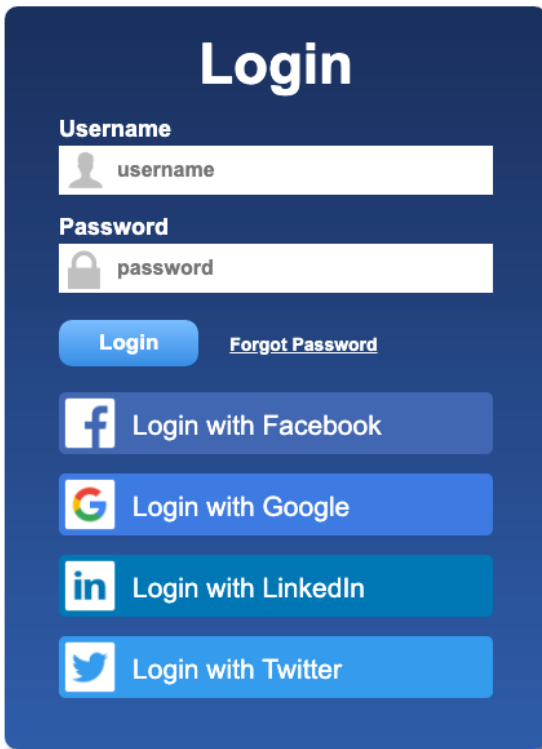 Login
Username
username
Password
password
Login Forgot Password
Login with Facebook
Login with Google
in Login with LinkedIn
Login with Twitter